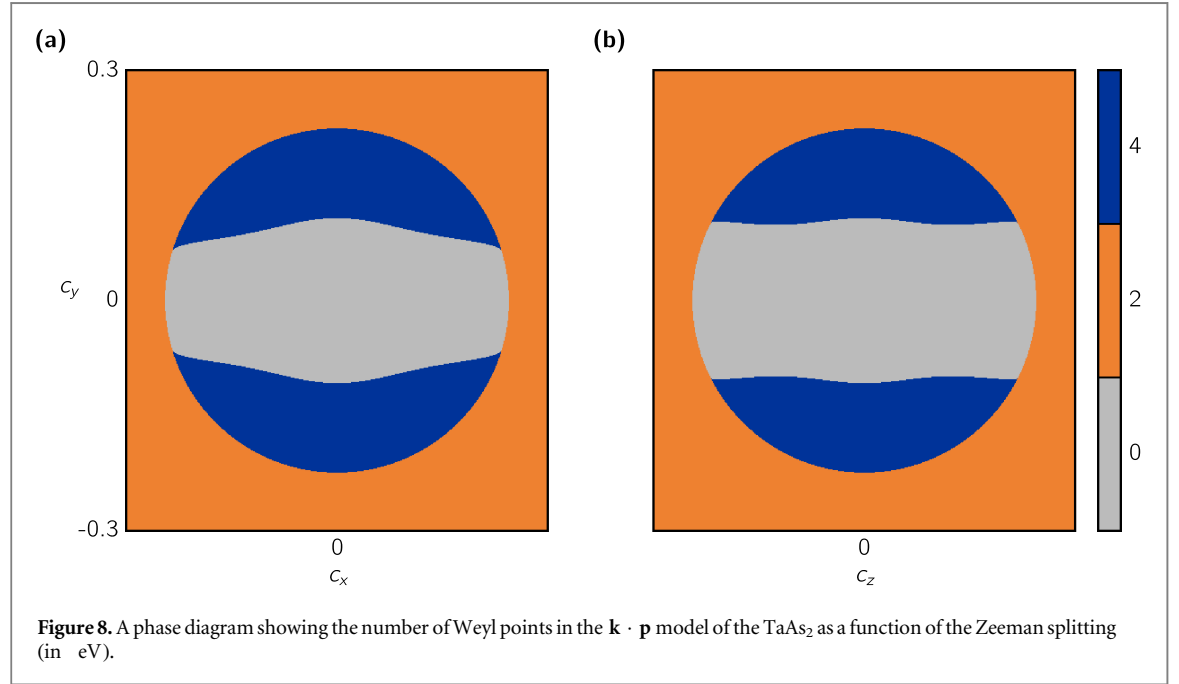 (a)
(b)
0.3
4
2
c_y
0
0
-0.3
0
0
c_x
c_z
Figure 8. A phase diagram showing the number of Weyl points in the k · p model of the TaAs₂ as a function of the Zeeman splitting
(in eV).